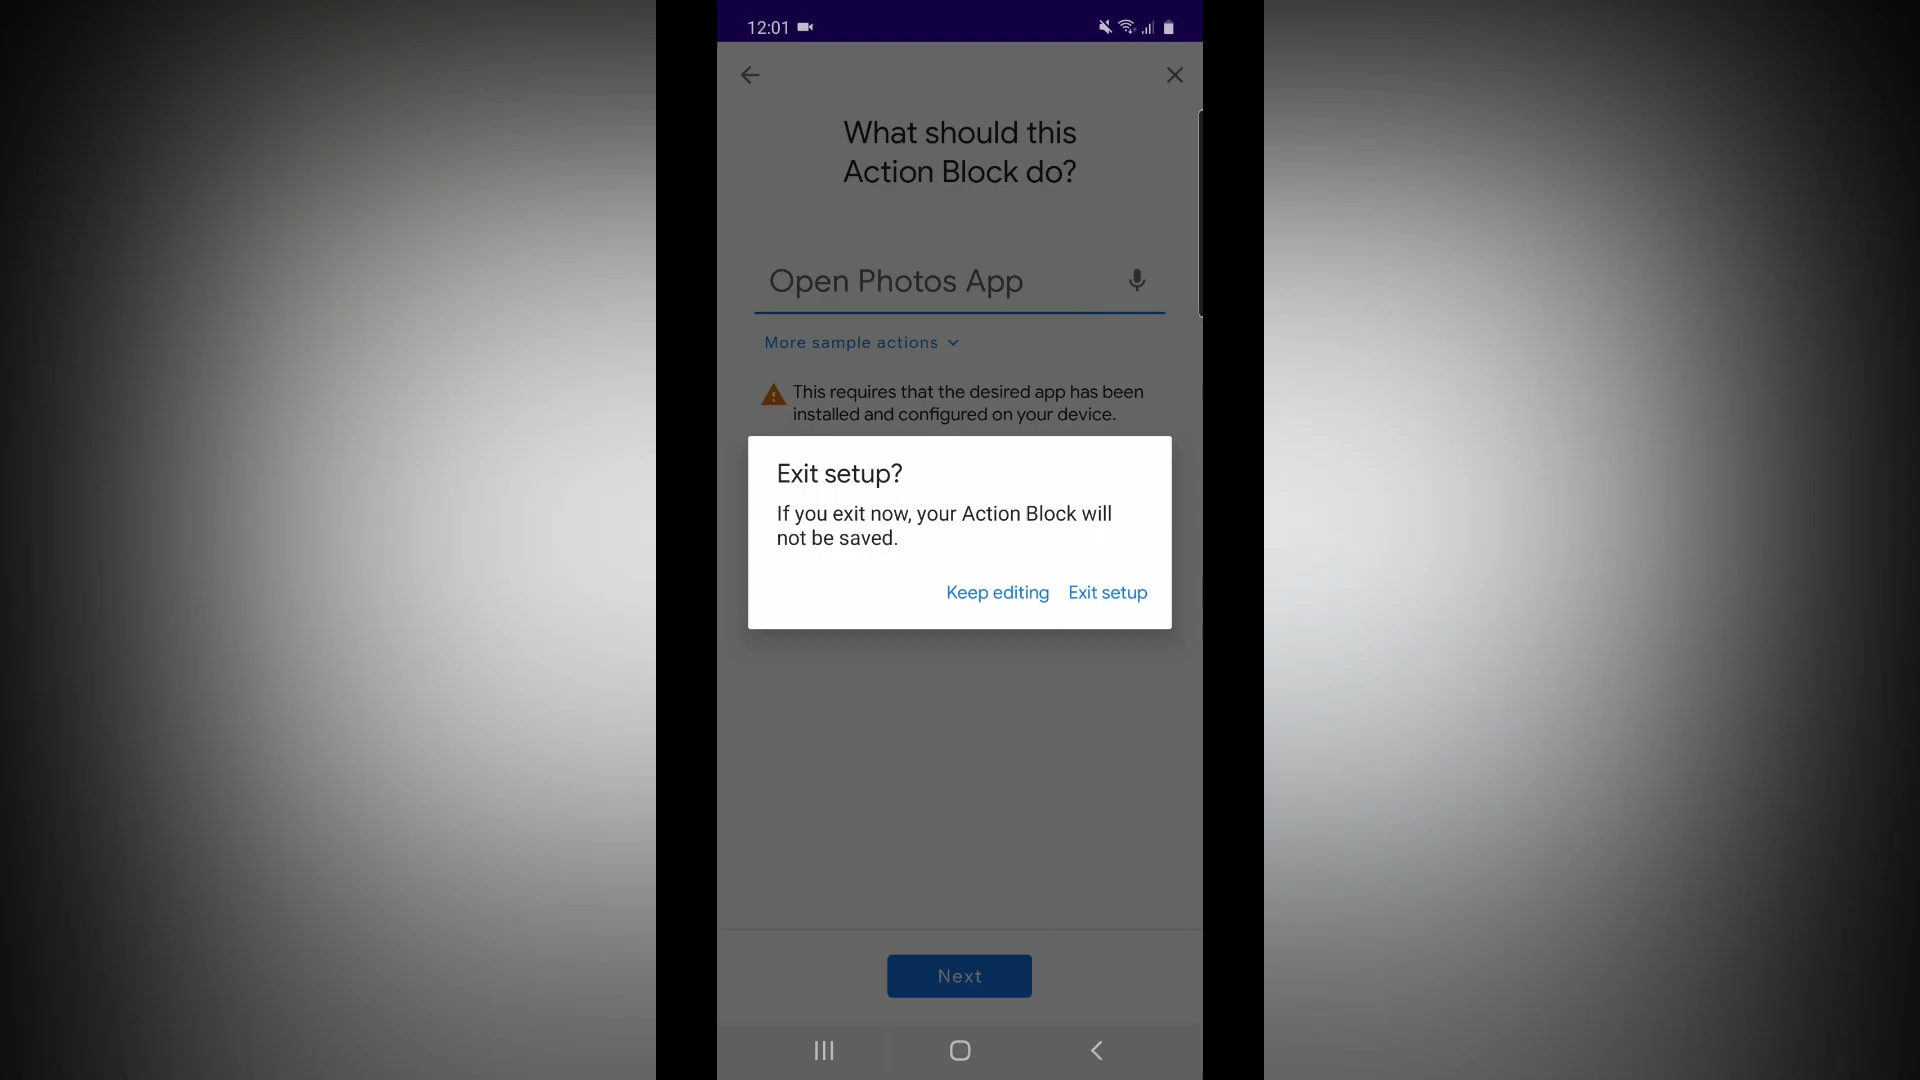 12:01
What should this
Action Block do?
Open Photos App
More sample actions
This requires that the desired app has been
installed and configured on your device.
Exit setup?
If you exit now, your Action Block will
not be saved.
Keep editing Exit setup
Next